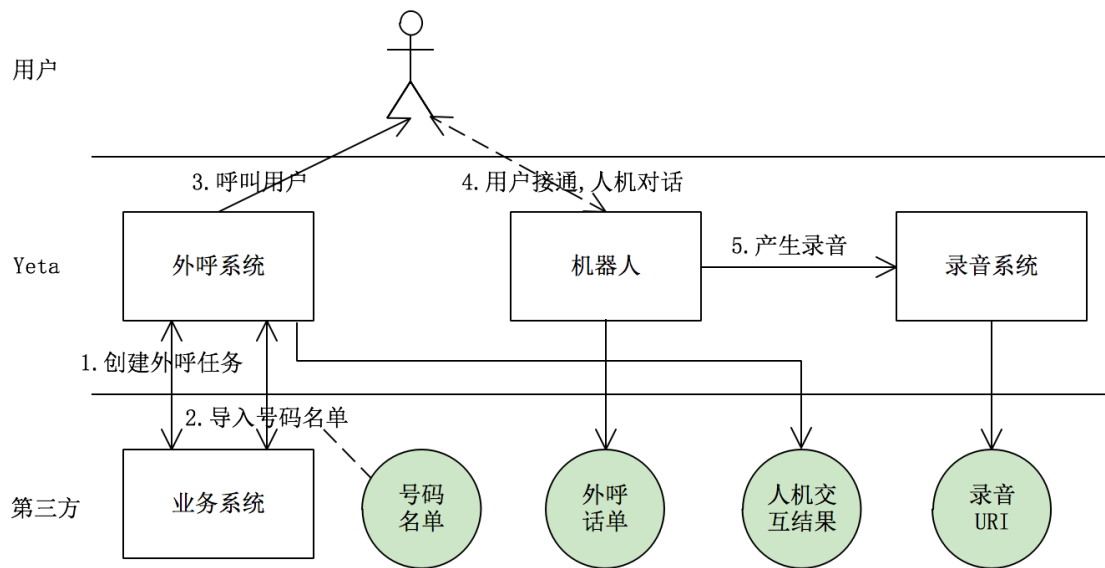 用户
3.呼叫用户
4.用户接通,人机对话
Yeta
外呼系统
机器人
5.产生录音
录音系统
1.创建外呼任务
2.导入号码名单
第三方
业务系统
号码
名单
外呼
话单
人机交
互结果
录音
URI